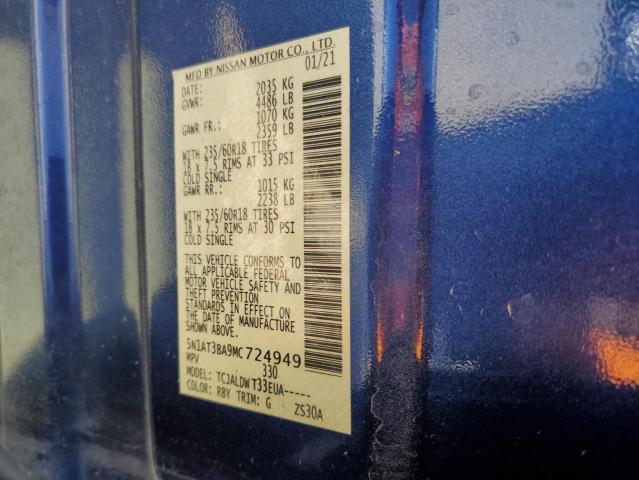 MFD BY NISSAN MOTOR CO., LTD.
DATE: 01/21
GVWR: 2035 KG
4486 LB
GAWR FR.: 1070 KG
2359 LB
WITH 235/60R18 TIRES
18 x 7.5 RIMS AT 33 PSI
COLD SINGLE
GAWR RR.: 1015 KG
2238 LB
WITH 235/60R18 TIRES
18 x 7.5 RIMS AT 30 PSI
COLD SINGLE
THIS VEHICLE CONFORMS TO
ALL APPLICABLE FEDERAL
MOTOR VEHICLE SAFETY AND
THEFT PREVENTION
STANDARDS IN EFFECT ON
THE DATE OF MANUFACTURE
SHOWN ABOVE.
5N1AT3BA9MC724949
MPV 330
MODEL: TCJALDWT33EUA-----
COLOR: RBY TRIM: G ZS30A